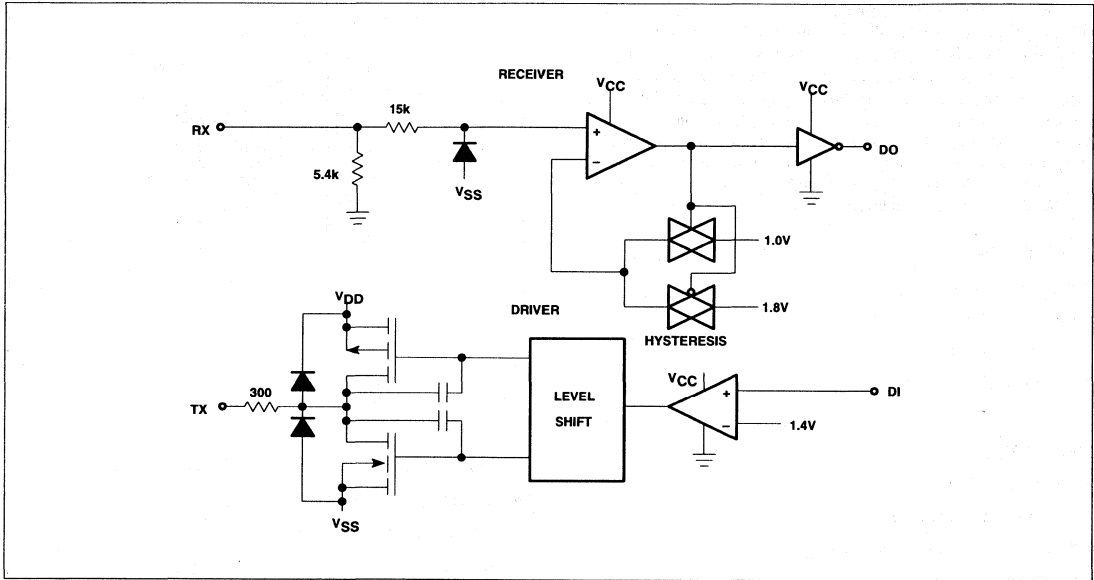 RECEIVER
VCC
VCC
15k
RX
+
−
DO
5.4k
VSS
1.0V
VDD
DRIVER
1.8V
HYSTERESIS
VCC
300
LEVEL
SHIFT
+
−
DI
TX
1.4V
VSS